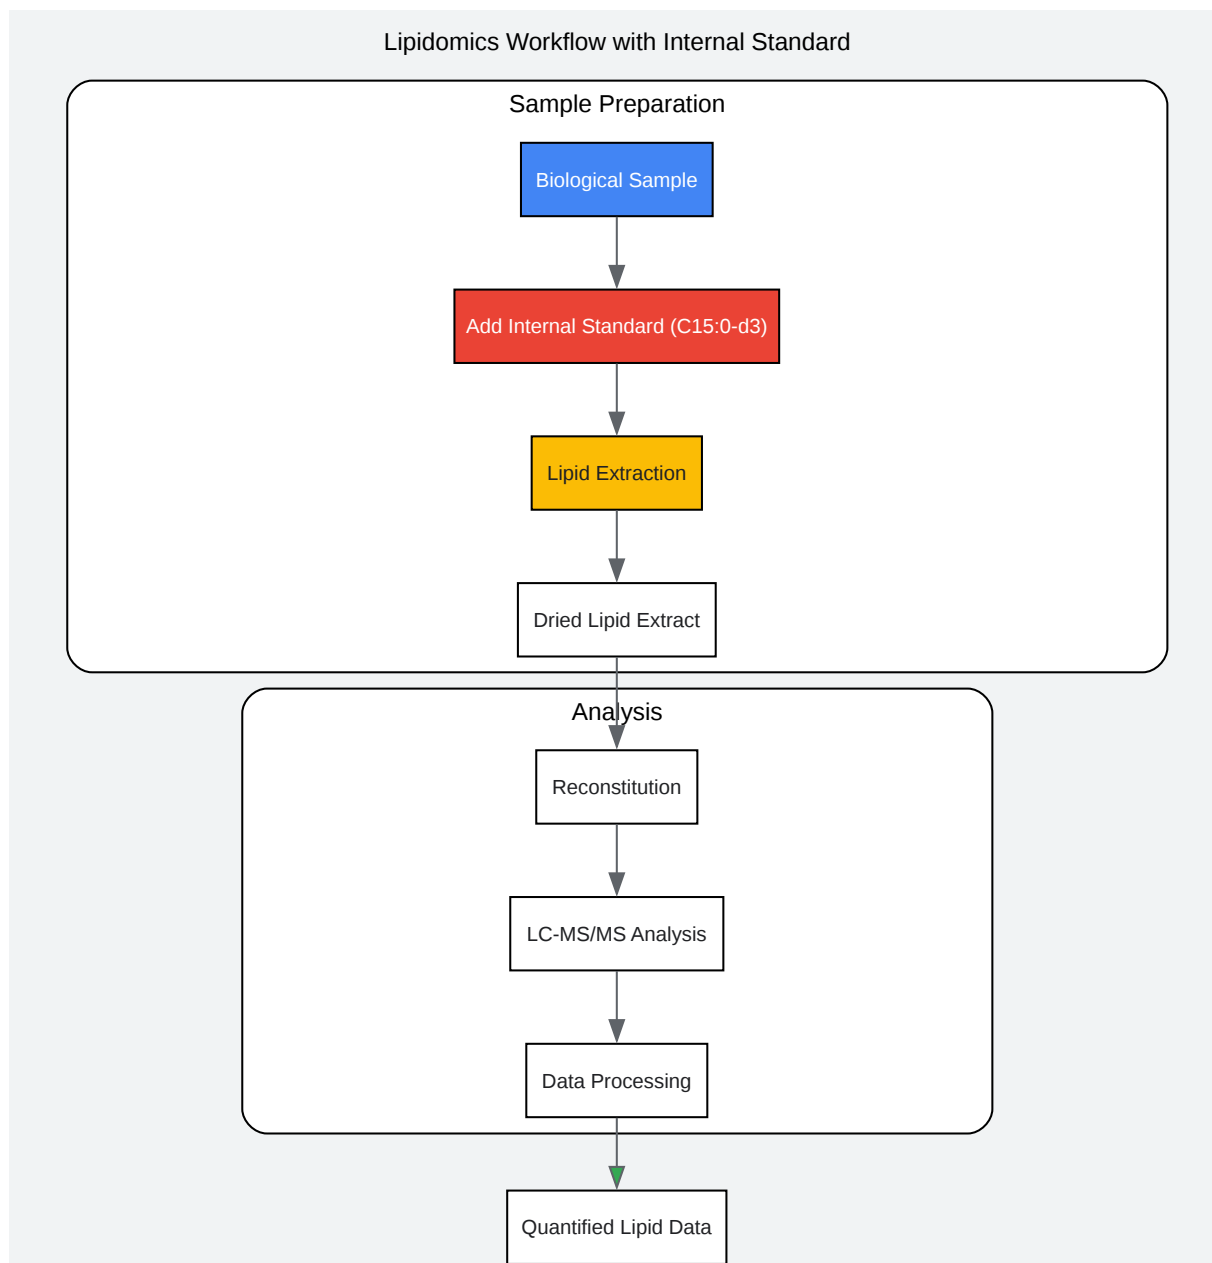 Lipidomics Workflow with Internal Standard
Sample Preparation
Biological Sample
Add Internal Standard (C15:0-d3)
Lipid Extraction
Dried Lipid Extract
Analysis
Reconstitution
LC-MS/MS Analysis
Data Processing
Quantified Lipid Data